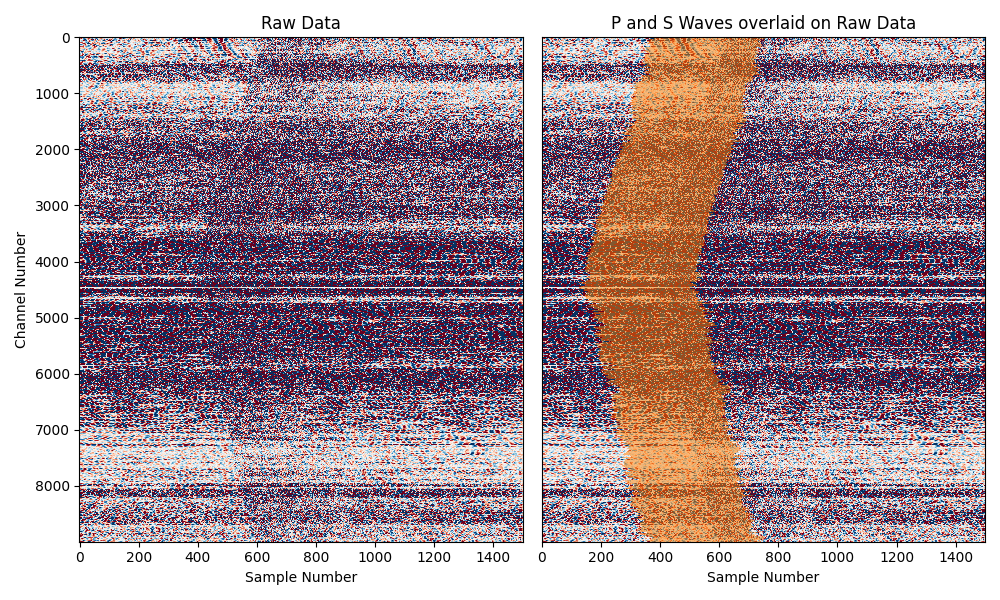 Raw Data
P and S Waves overlaid on Raw Data
Channel Number
0
1000
2000
3000
4000
5000
6000
7000
8000
0 200 400 600 800 1000 1200 1400
0 200 400 600 800 1000 1200 1400
Sample Number
Sample Number